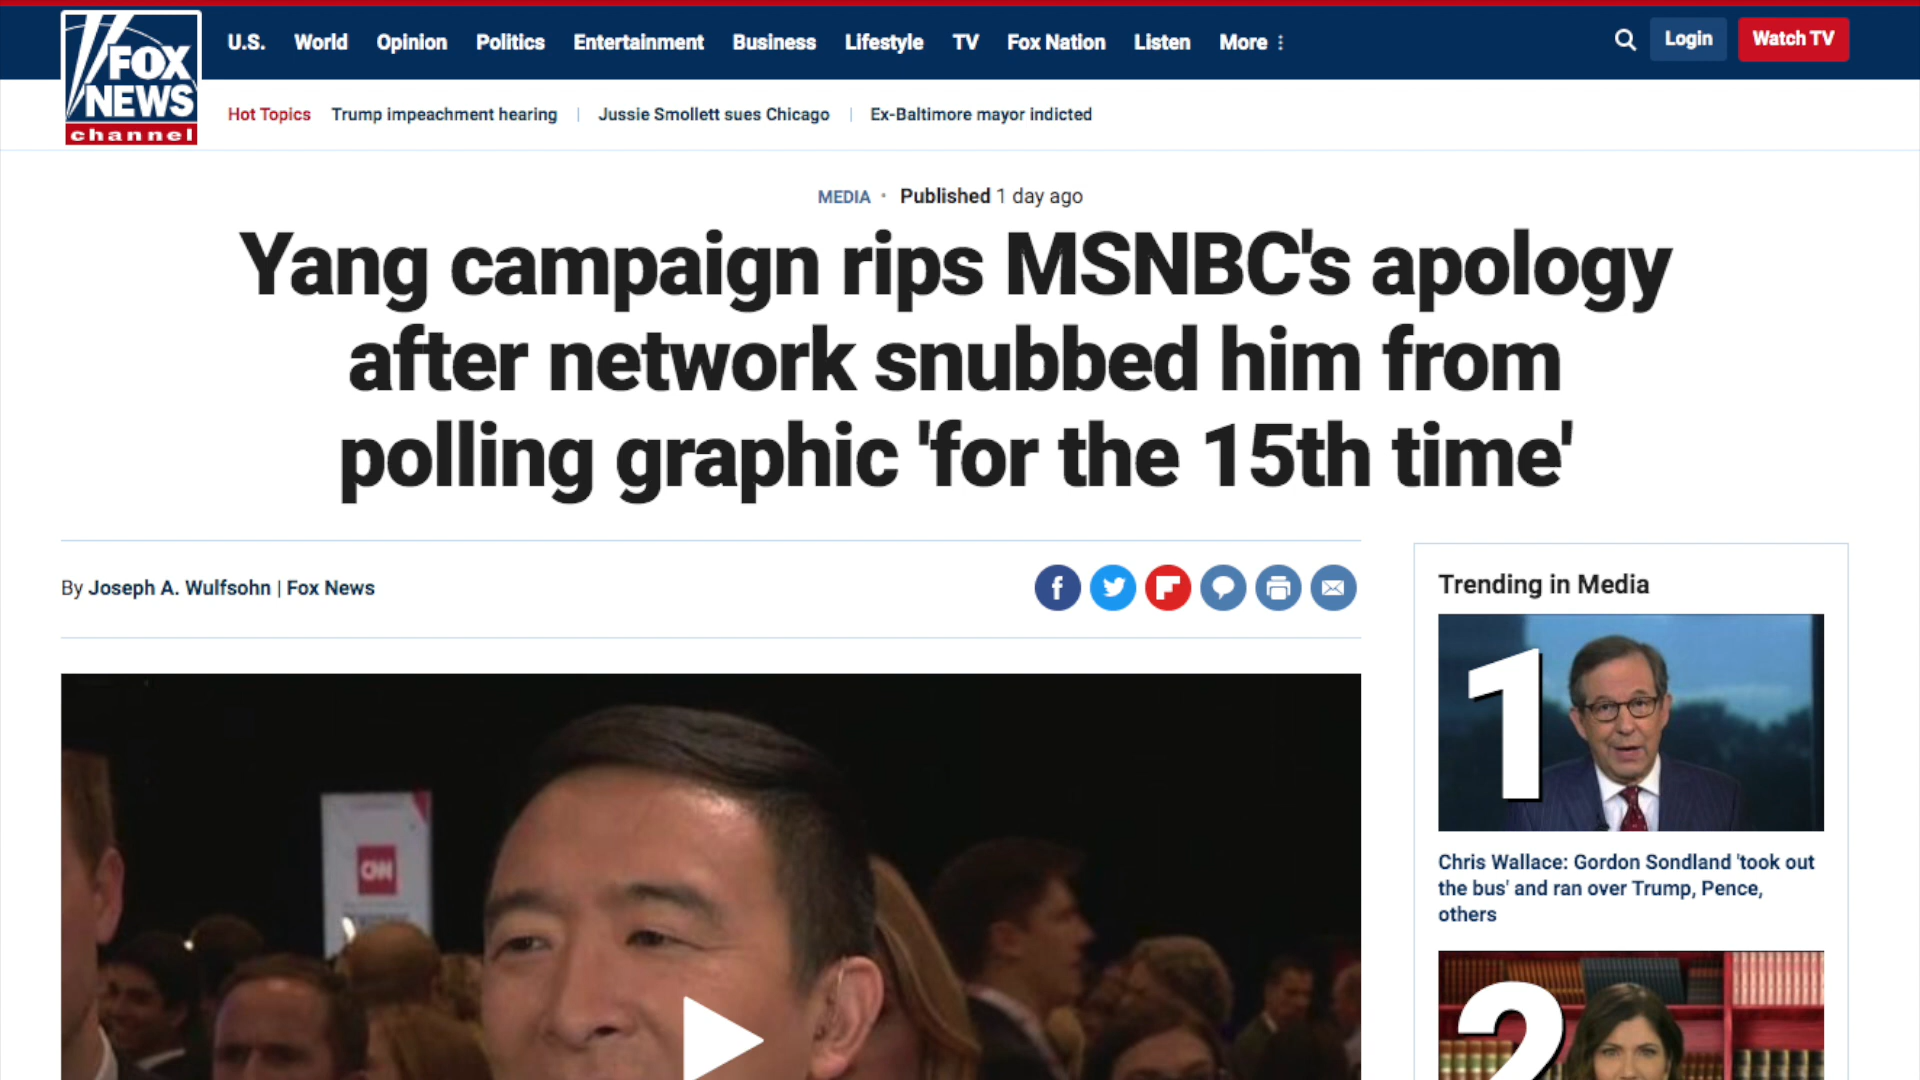 FOX
NEWS
channel
U.S. World Opinion Politics Entertainment Business Lifestyle TV Fox Nation Listen More
Login
Watch TV
Hot Topics Trump impeachment hearing | Jussie Smollett sues Chicago | Ex-Baltimore mayor indicted
MEDIA · Published 1 day ago
Yang campaign rips MSNBC's apology
after network snubbed him from
polling graphic 'for the 15th time'
By Joseph A. Wulfsohn | Fox News
f
CNN
Trending in Media
1
Chris Wallace: Gordon Sondland 'took out
the bus' and ran over Trump, Pence,
others
2